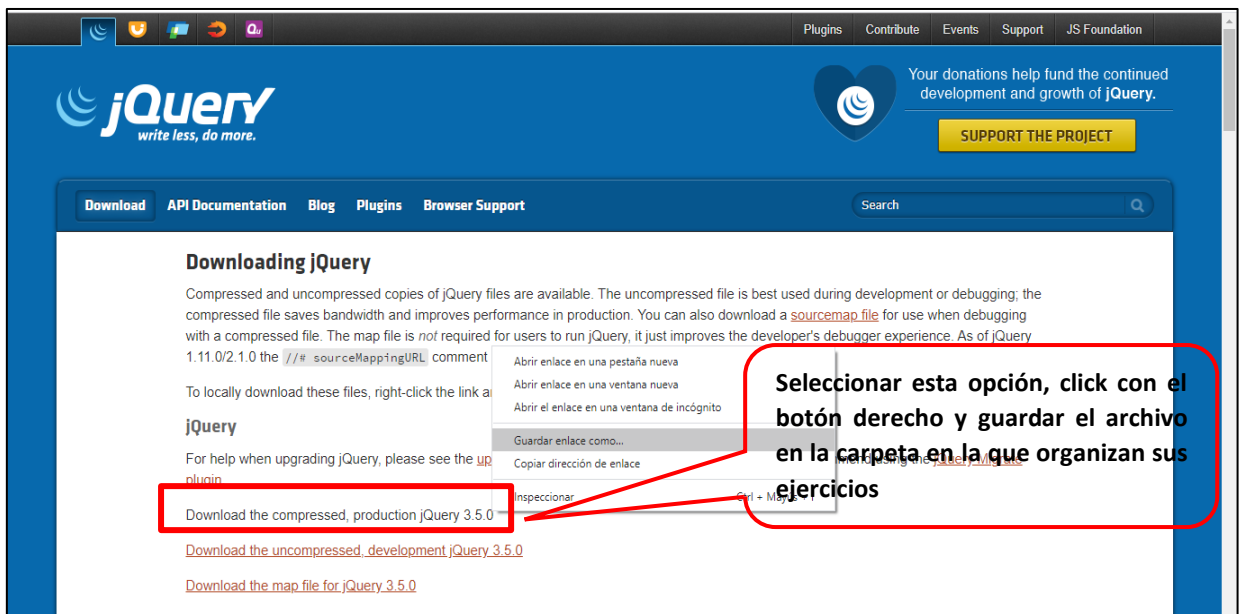 Plugins Contribute Events Support JS Foundation
Qu
jQuery
write less, do more.
Your donations help fund the continued
development and growth of jQuery.
SUPPORT THE PROJECT
Download API Documentation Blog Plugins Browser Support
Search
Downloading jQuery
Compressed and uncompressed copies of jQuery files are available. The uncompressed file is best used during development or debugging; the
compressed file saves bandwidth and improves performance in production. You can also download a sourcemap file for use when debugging
with a compressed file. The map file is not required for users to run jQuery, it just improves the developer's debugger experience. As of jQuery
1.11.0/2.1.0 the //# sourceMappingURL comment
To locally download these files, right-click the link a
jQuery
For help when upgrading jQuery, please see the up
using the jQuery Migrate
plugin.
Download the compressed, production jQuery 3.5.0
Download the uncompressed, development jQuery 3.5.0
Download the map file for jQuery 3.5.0
Abrir enlace en una pestaña nueva
Abrir enlace en una ventana nueva
Abrir el enlace en una ventana de incógnito
Guardar enlace como...
Copiar dirección de enlace
Inspeccionar Ctrl + Mayús +
Seleccionar esta opción, click con el
botón derecho y guardar el archivo
en la carpeta en la que organizan sus
ejercicios